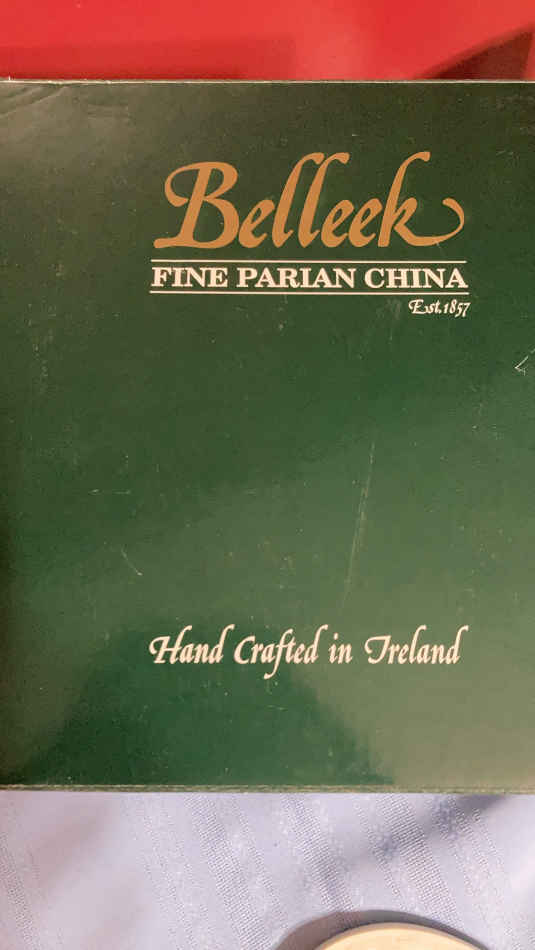 Belleek
FINE PARIAN CHINA
Est.1857
Hand Crafted in Ireland